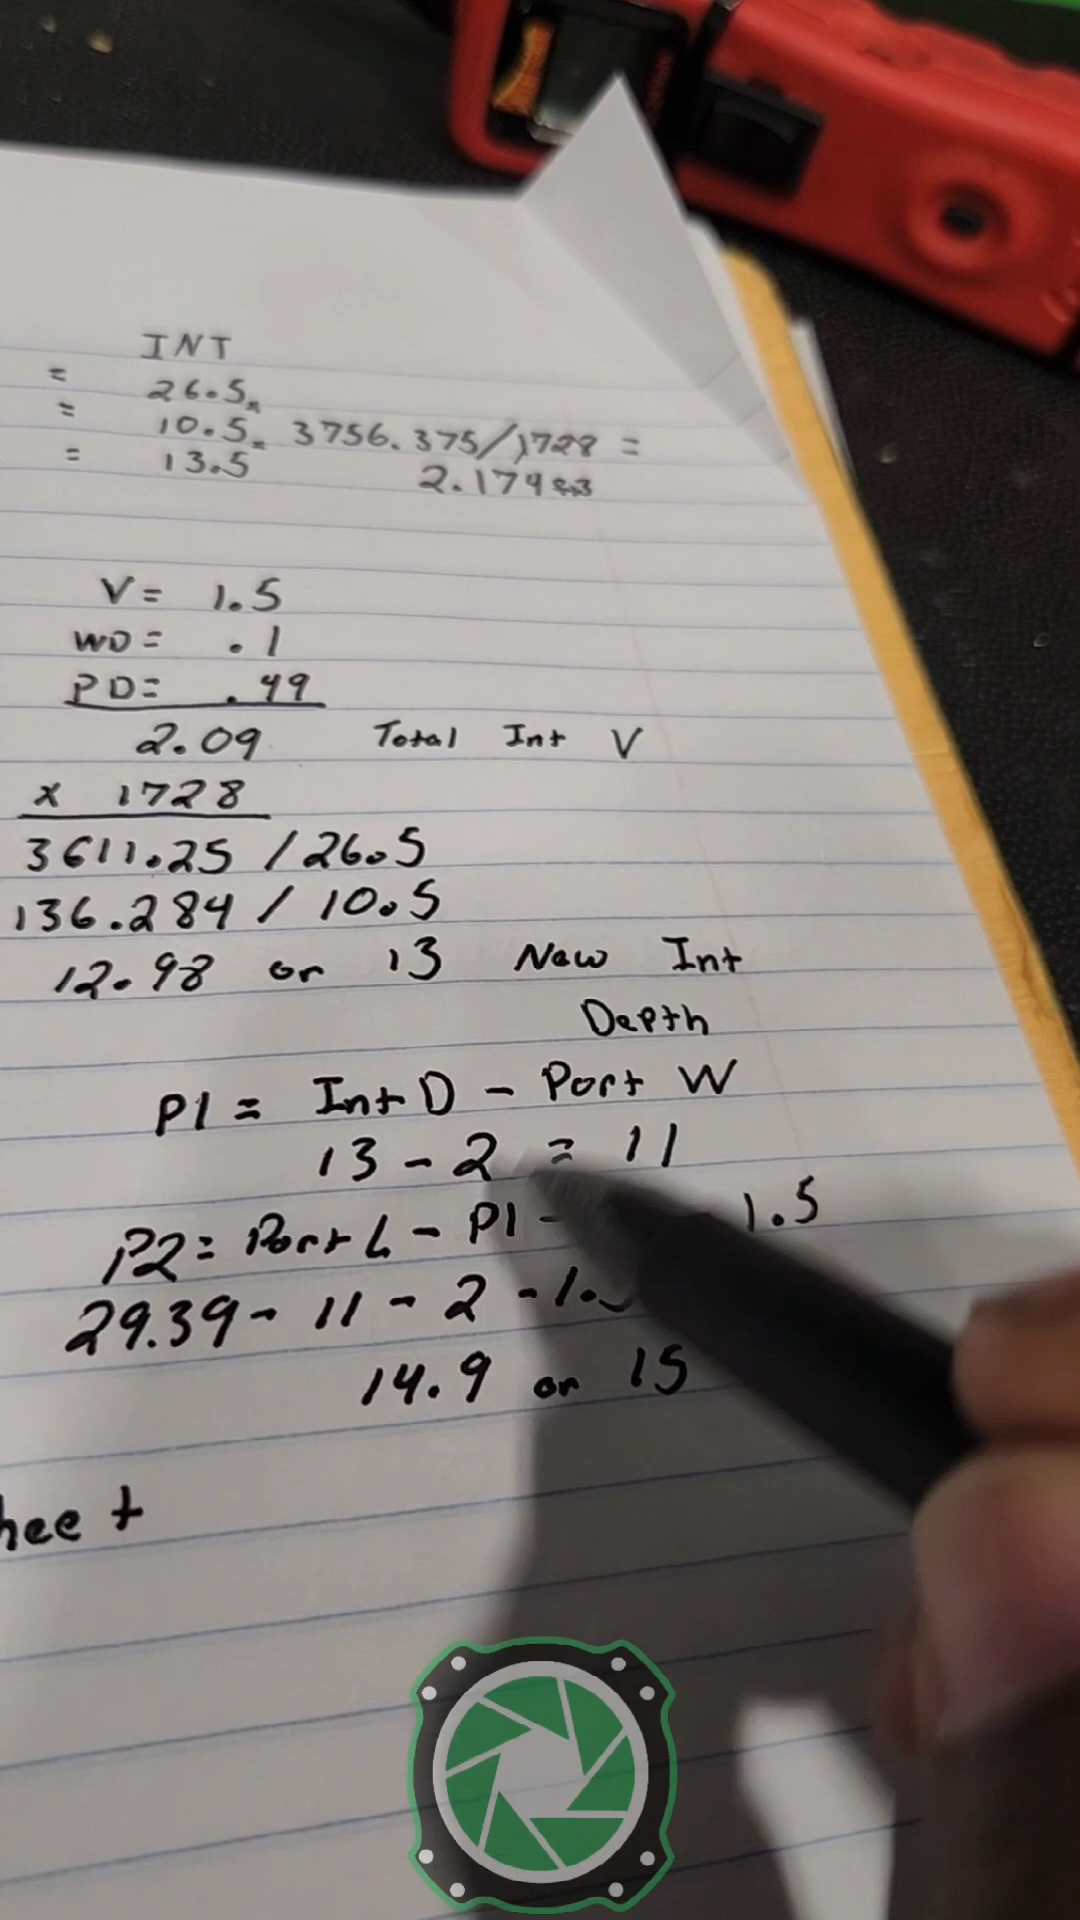 INT
= 26.5 x
= 10.5 x 3756.375/1728 =
= 13.5 2.174
V= 1.5
WD= .1
PD= .49
2.09 Total Int V
x 1728
3611.25 /26.5
136.284 / 10.5
12.98 or 13 New Int
Depth
P1 = Int D - Port W
13 - 2 = 11
P2= Port L - P1 - - 1.5
29.39 - 11 - 2 - 1.
14.9 or 15
hee t